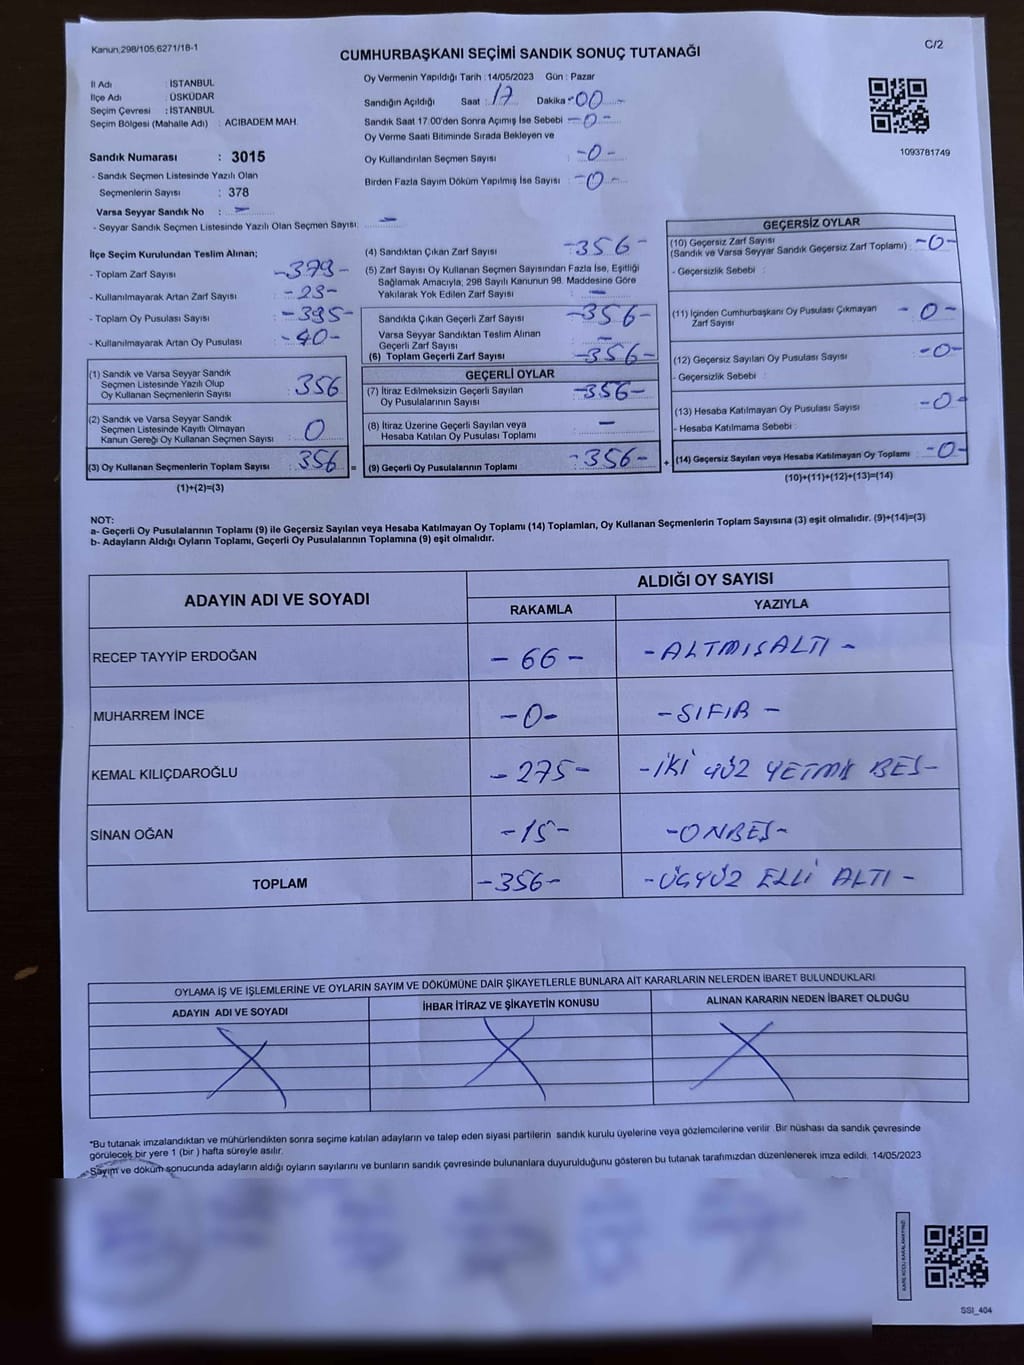 Kanun;298/105,6271/18-1
C/2
CUMHURBAŞKANI SEÇİMİ SANDIK SONUÇ TUTANAĞI
İl Adı : İSTANBUL
İlçe Adı : ÜSKÜDAR
Seçim Çevresi : İSTANBUL
Seçim Bölgesi (Mahalle Adı) : ACIBADEM MAH.
Sandık Numarası : 3015
- Sandık Seçmen Listesinde Yazılı Olan
Seçmenlerin Sayısı : 378
Varsa Seyyar Sandık No : –
- Seyyar Sandık Seçmen Listesinde Yazılı Olan Seçmen Sayısı: –
Oy Vermenin Yapıldığı Tarih :14/05/2023 Gün : Pazar
Sandığın Açıldığı Saat : 17 Dakika : 00 -
Sandık Saat 17:00'den Sonra Açımış İse Sebebi -0-
Oy Verme Saati Bitiminde Sırada Bekleyen ve
Oy Kullandırılan Seçmen Sayısı : -0-
Birden Fazla Sayım Döküm Yapılmış İse Sayısı : -0-
1093781749
İlçe Seçim Kurulundan Teslim Alınan;
- Toplam Zarf Sayısı -379-
- Kullanılmayarak Artan Zarf Sayısı -23-
- Toplam Oy Pusulası Sayısı -395-
- Kullanılmayarak Artan Oy Pusulası -40-
(1) Sandık ve Varsa Seyyar Sandık
Seçmen Listesinde Yazılı Olup
Oy Kullanan Seçmenlerin Sayısı : 356
(2) Sandık ve Varsa Seyyar Sandık
Seçmen Listesinde Kayıtlı Olmayan
Kanun Gereği Oy Kullanan Seçmen Sayısı : 0
(3) Oy Kullanan Seçmenlerin Toplam Sayısı : 356 =
(1)+(2)=(3)
(4) Sandıktan Çıkan Zarf Sayısı -356-
(5) Zarf Sayısı Oy Kullanan Seçmen Sayısından Fazla İse, Eşitliği
Sağlamak Amacıyla; 298 Sayılı Kanunun 98. Maddesine Göre
Yakılarak Yok Edilen Zarf Sayısı : –
Sandıkta Çıkan Geçerli Zarf Sayısı -356-
Varsa Seyyar Sandıktan Teslim Alınan
Geçerli Zarf Sayısı –
(6) Toplam Geçerli Zarf Sayısı -356-
GEÇERLİ OYLAR
(7) İtiraz Edilmeksizin Geçerli Sayılan
Oy Pusulalarının Sayısı -356-
(8) İtiraz Üzerine Geçerli Sayılan veya
Hesaba Katılan Oy Pusulası Toplamı : –
(9) Geçerli Oy Pusulalarının Toplamı : -356- +
GEÇERSİZ OYLAR
(10) Geçersiz Zarf Sayısı
(Sandık ve Varsa Seyyar Sandık Geçersiz Zarf Toplamı) : -0-
- Geçersizlik Sebebi :
(11) İçinden Cumhurbaşkanı Oy Pusulası Çıkmayan
Zarf Sayısı - 0 -
(12) Geçersiz Sayılan Oy Pusulası Sayısı -0-
- Geçersizlik Sebebi :
(13) Hesaba Katılmayan Oy Pusulası Sayısı -0-
- Hesaba Katılmama Sebebi :
(14) Geçersiz Sayılan veya Hesaba Katılmayan Oy Toplamı : -0-
(10)+(11)+(12)+(13)=(14)
NOT:
a- Geçerli Oy Pusulalarının Toplamı (9) ile Geçersiz Sayılan veya Hesaba Katılmayan Oy Toplamı (14) Toplamları, Oy Kullanan Seçmenlerin Toplam Sayısına (3) eşit olmalıdır. (9)+(14)=(3)
b- Adayların Aldığı Oyların Toplamı, Geçerli Oy Pusulalarının Toplamına (9) eşit olmalıdır.
ADAYIN ADI VE SOYADI
ALDIĞI OY SAYISI
RAKAMLA YAZIYLA
RECEP TAYYİP ERDOĞAN - 66 - -ALTMIŞALTI -
MUHARREM İNCE -0- -SIFIR -
KEMAL KILIÇDAROĞLU -275- -İKİ YÜZ YETMİŞ BEŞ-
SİNAN OĞAN -15- -ONBEŞ-
TOPLAM -356- -ÜÇYÜZ ELLİ ALTI -
OYLAMA İŞ VE İŞLEMLERİNE VE OYLARIN SAYIM VE DÖKÜMÜNE DAİR ŞİKAYETLERLE BUNLARA AİT KARARLARIN NELERDEN İBARET BULUNDUKLARI
ADAYIN ADI VE SOYADI İHBAR İTİRAZ VE ŞİKAYETİN KONUSU ALINAN KARARIN NEDEN İBARET OLDUĞU
*Bu tutanak imzalandıktan ve mühürlendikten sonra seçime katılan adayların ve talep eden siyasi partilerin sandık kurulu üyelerine veya gözlemcilerine verilir. Bir nüshası da sandık çevresinde
görülecek bir yere 1 (bir ) hafta süreyle asılır.
Sayım ve döküm sonucunda adayların aldığı oyların sayılarını ve bunların sandık çevresinde bulunanlara duyurulduğunu gösteren bu tutanak tarafımızdan düzenlenerek imza edildi. 14/05/2023
KARE KODU KARALAMAYINIZ!
SSI_404